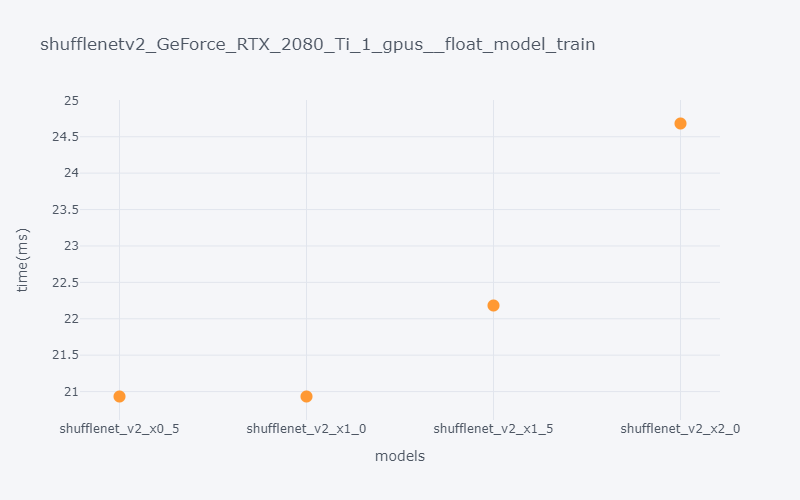 shufflenetv2_GeForce_RTX_2080_Ti_1_gpus__float_model_train
25
24.5
24
23.5
23
22.5
22
21.5
21
time(ms)
shufflenet_v2_x0_5 shufflenet_v2_x1_0 shufflenet_v2_x1_5 shufflenet_v2_x2_0
models